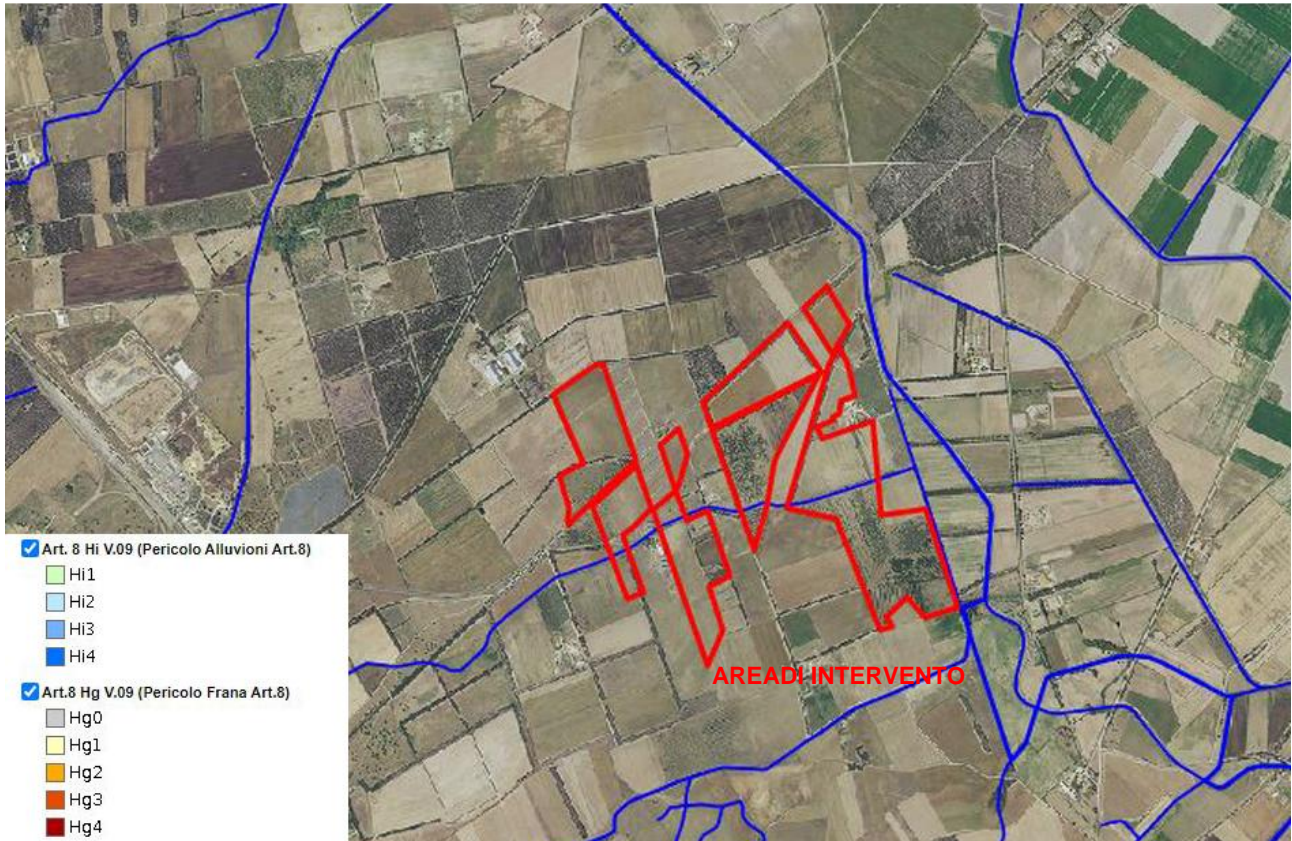 AREADI INTERVENTO
Art. 8 Hi V.09 (Pericolo Alluvioni Art.8)
Hi1
Hi2
Hi3
Hi4
Art.8 Hg V.09 (Pericolo Frana Art.8)
Hg0
Hg1
Hg2
Hg3
Hg4